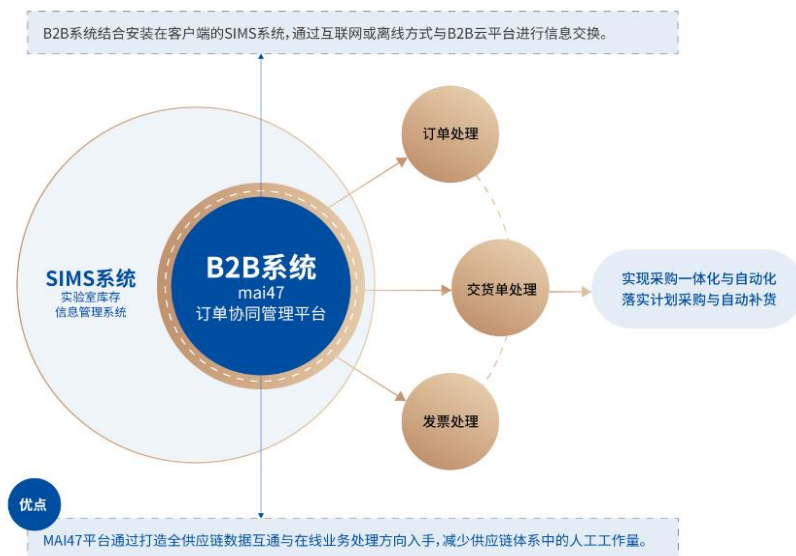 B2B系统结合安装在客户端的SIMS系统,通过互联网或离线方式与B2B云平台进行信息交换。
订单处理
SIMS系统
实验室库存
信息管理系统
B2B系统
mai47
订单协同管理平台
交货单处理
实现采购一体化与自动化
落实计划采购与自动补货
发票处理
优点
MAI47平台通过打造全供应链数据互通与在线业务处理方向入手,减少供应链体系中的人工工作量。